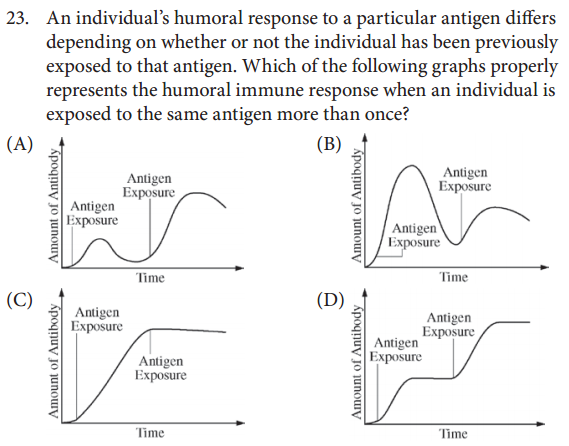 23. An individual’s humoral response to a particular antigen differs
depending on whether or not the individual has been previously
exposed to that antigen. Which of the following graphs properly
represents the humoral immune response when an individual is
exposed to the same antigen more than once?
(A)
Amount of Antibody
Antigen
Exposure
Antigen
Exposure
Time
(B)
Amount of Antibody
Antigen
Exposure
Antigen
Exposure
Time
(C)
Amount of Antibody
Antigen
Exposure
Antigen
Exposure
Time
(D)
Amount of Antibody
Antigen
Exposure
Antigen
Exposure
Time